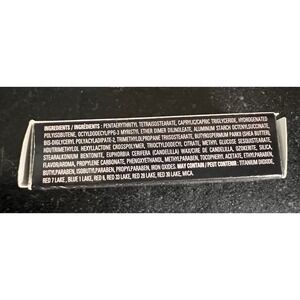 INGREDIENTS / INGRÉDIENTS : PENTAERYTHRITYL TETRAISOSTEARATE, CAPRYLIC/CAPRIC TRIGLYCERIDE, HYDROGENATED
POLYISOBUTENE, OCTYLDODECYL/PPG-3 MYRISTYL ETHER DIMER DILINOLEATE, ALUMINUM STARCH OCTENYLSUCCINATE,
BIS-DIGLYCERYL POLYACYLADIPATE-2, TRIMETHYLOLPROPANE TRIISOSTEARATE, BUTYROSPERMUM PARKII (SHEA BUTTER),
HDI/TRIMETHYLOL HEXYLLACTONE CROSSPOLYMER, TRIOCTYLDODECYL CITRATE, METHYL GLUCOSE SESQUISTEARATE,
STEARALKONIUM BENTONITE, EUPHORBIA CERIFERA (CANDELILLA) WAX/CIRE DE CANDELILLA, OZOKERITE, SILICA,
FLAVOR/AROMA, PROPYLENE CARBONATE, PHENOXYETHANOL, METHYLPARABEN, TOCOPHERYL ACETATE, ETHYLPARABEN,
BUTYLPARABEN, ISOBUTYLPARABEN, PROPYLPARABEN, IRON OXIDES. MAY CONTAIN / PEUT CONTENIR : TITANIUM DIOXIDE,
RED 7 LAKE, BLUE 1 LAKE, RED 6, RED 33 LAKE, RED 28 LAKE, RED 30 LAKE, MICA.